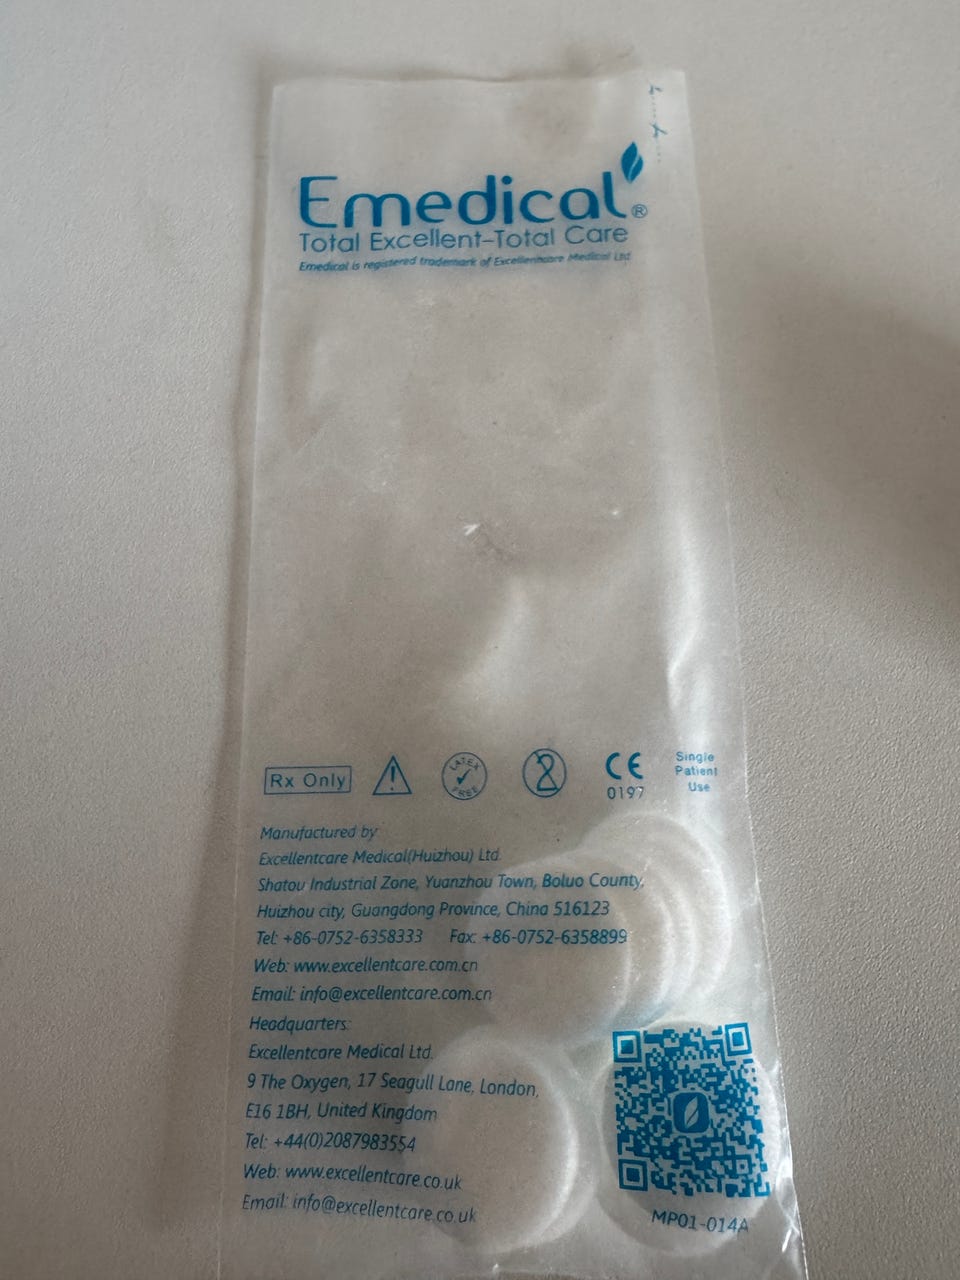 Emedical®
Total Excellent-Total Care
Emedical is registered trademark of Excellentcare Medical Ltd
Rx Only
LATEX FREE
2
CE
0197
Single
Patient
Use
Manufactured by
Excellentcare Medical(Huizhou) Ltd.
Shatou Industrial Zone, Yuanzhou Town, Boluo County,
Huizhou city, Guangdong Province, China 516123
Tel: +86-0752-6358333 Fax: +86-0752-6358899
Web: www.excellentcare.com.cn
Email: info@excellentcare.com.cn
Headquarters:
Excellentcare Medical Ltd.
9 The Oxygen, 17 Seagull Lane, London,
E16 1BH, United Kingdom
Tel: +44(0)2087983554
Web: www.excellentcare.co.uk
Email: info@excellentcare.co.uk
MP01-014A